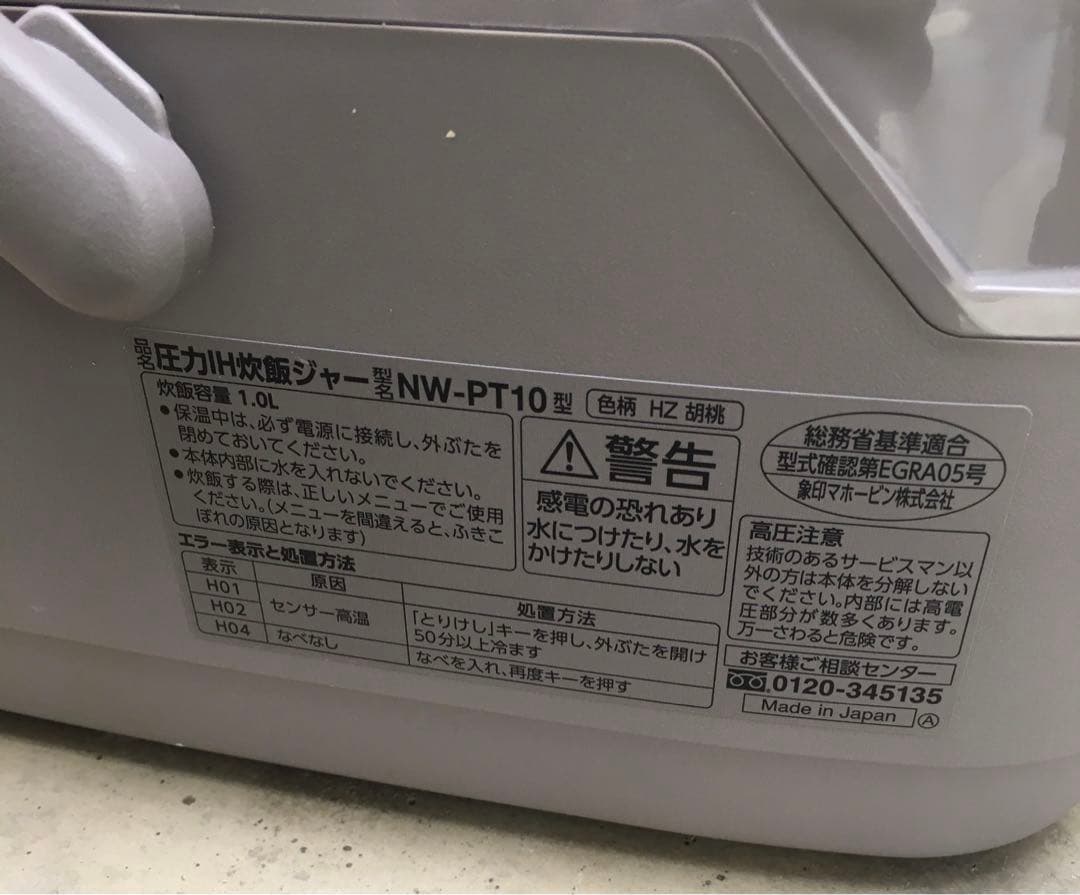 品名 圧力IH炊飯ジャー 型名 NW-PT10型 色柄 HZ 胡桃
炊飯容量 1.0L
●保温中は、必ず電源に接続し、外ぶたを
閉めておいてください。
●本体内部に水を入れないでください。
●炊飯する際は、正しいメニューでご使用
ください。(メニューを間違えると、ふきこ
ぼれの原因となります)
警告
感電の恐れあり
水につけたり、水を
かけたりしない
総務省基準適合
型式確認第EGRA05号
象印マホービン株式会社
エラー表示と処置方法
表示 原因 処置方法
H01
H02
センサー高温
「とりけし」キーを押し、外ぶたを開け
50分以上冷ます
H04 なべなし なべを入れ、再度キーを押す
高圧注意
技術のあるサービスマン以
外の方は本体を分解しない
でください。内部には高電
圧部分が数多くあります。
万一さわると危険です。
お客様ご相談センター
0120-345135
Made in Japan Ⓐ